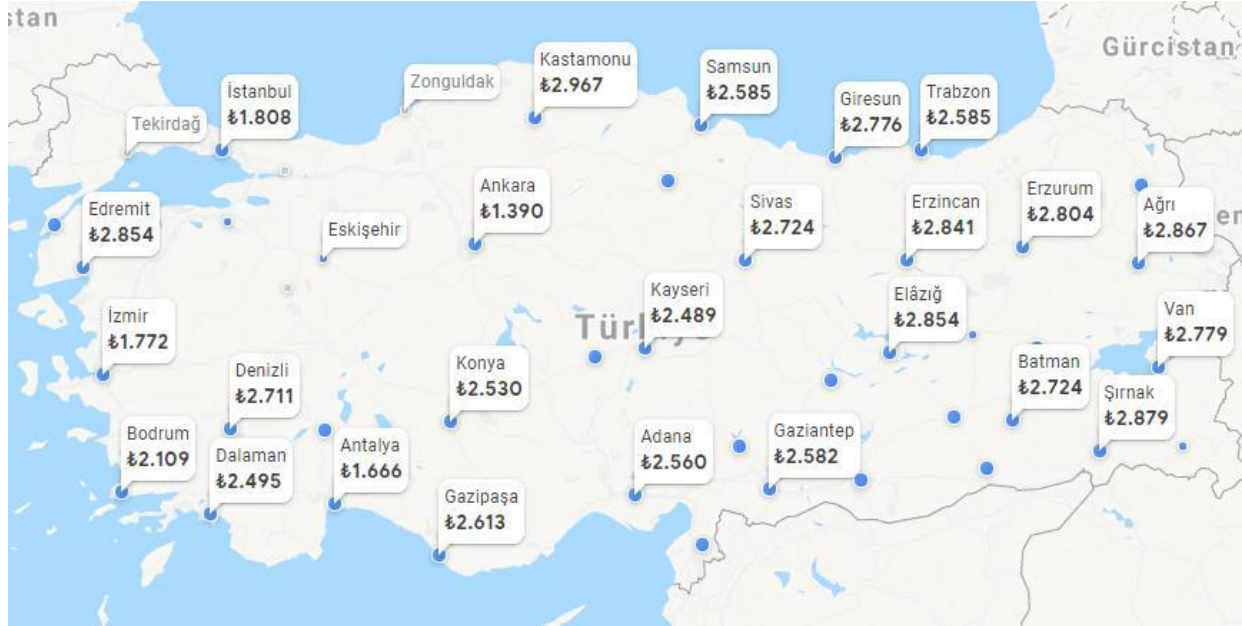 stan
Gürcistan
Kastamonu
₺2.967
Samsun
₺2.585
Zonguldak
İstanbul
₺1.808
Giresun
₺2.776
Trabzon
₺2.585
Tekirdağ
Ankara
₺1.390
Sivas
₺2.724
Erzincan
₺2.841
Erzurum
₺2.804
Ağrı
₺2.867
en
Edremit
₺2.854
Eskişehir
Kayseri
₺2.489
Elâzığ
₺2.854
İzmir
₺1.772
Van
₺2.779
Denizli
₺2.711
Konya
₺2.530
Batman
₺2.724
Şırnak
₺2.879
Bodrum
₺2.109
Dalaman
₺2.495
Antalya
₺1.666
Adana
₺2.560
Gaziantep
₺2.582
Gazipaşa
₺2.613